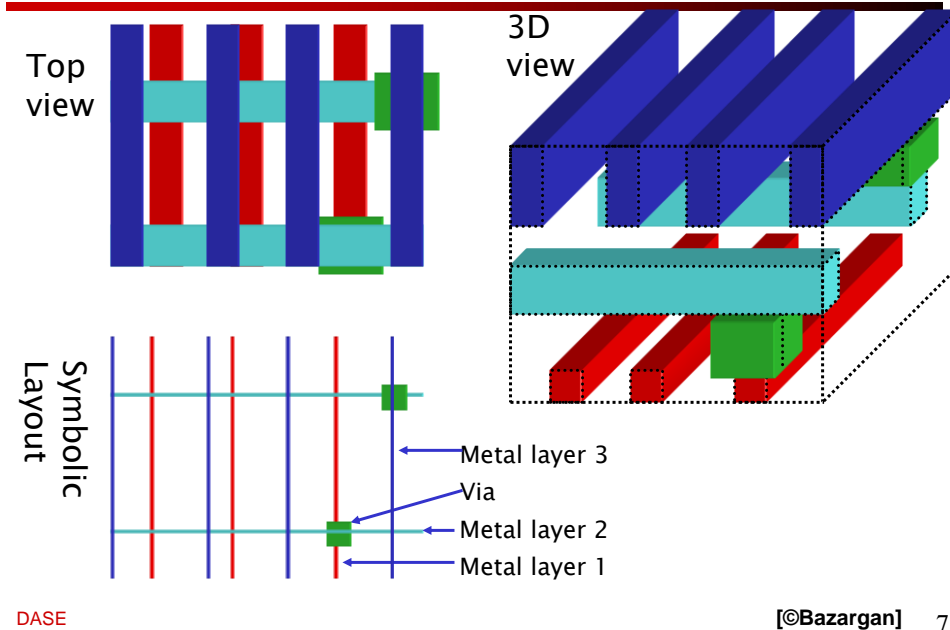 Top
view
3D
view
Symbolic
Layout
Metal layer 3
Via
Metal layer 2
Metal layer 1
DASE
[©Bazargan]
7